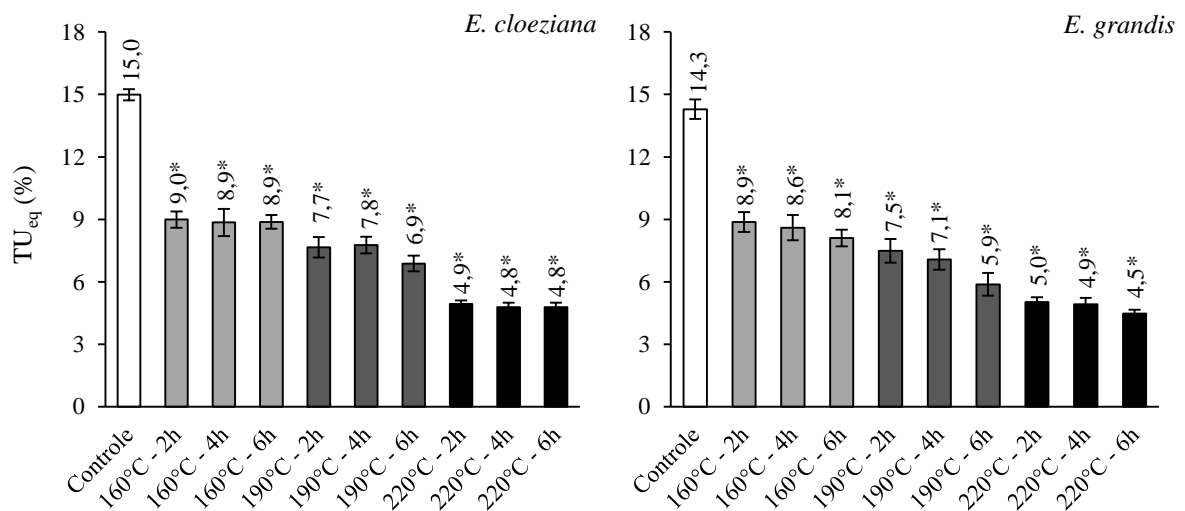 E. cloeziana
TUeq (%)
18
15
12
9
6
3
0
15,0
9,0*
8,9*
8,9*
7,7*
7,8*
6,9*
4,9*
4,8*
4,8*
Controle
160°C - 2h
160°C - 4h
160°C - 6h
190°C - 2h
190°C - 4h
190°C - 6h
220°C - 2h
220°C - 4h
220°C - 6h
E. grandis
18
15
12
9
6
3
0
14,3
8,9*
8,6*
8,1*
7,5*
7,1*
5,9*
5,0*
4,9*
4,5*
Controle
160°C - 2h
160°C - 4h
160°C - 6h
190°C - 2h
190°C - 4h
190°C - 6h
220°C - 2h
220°C - 4h
220°C - 6h